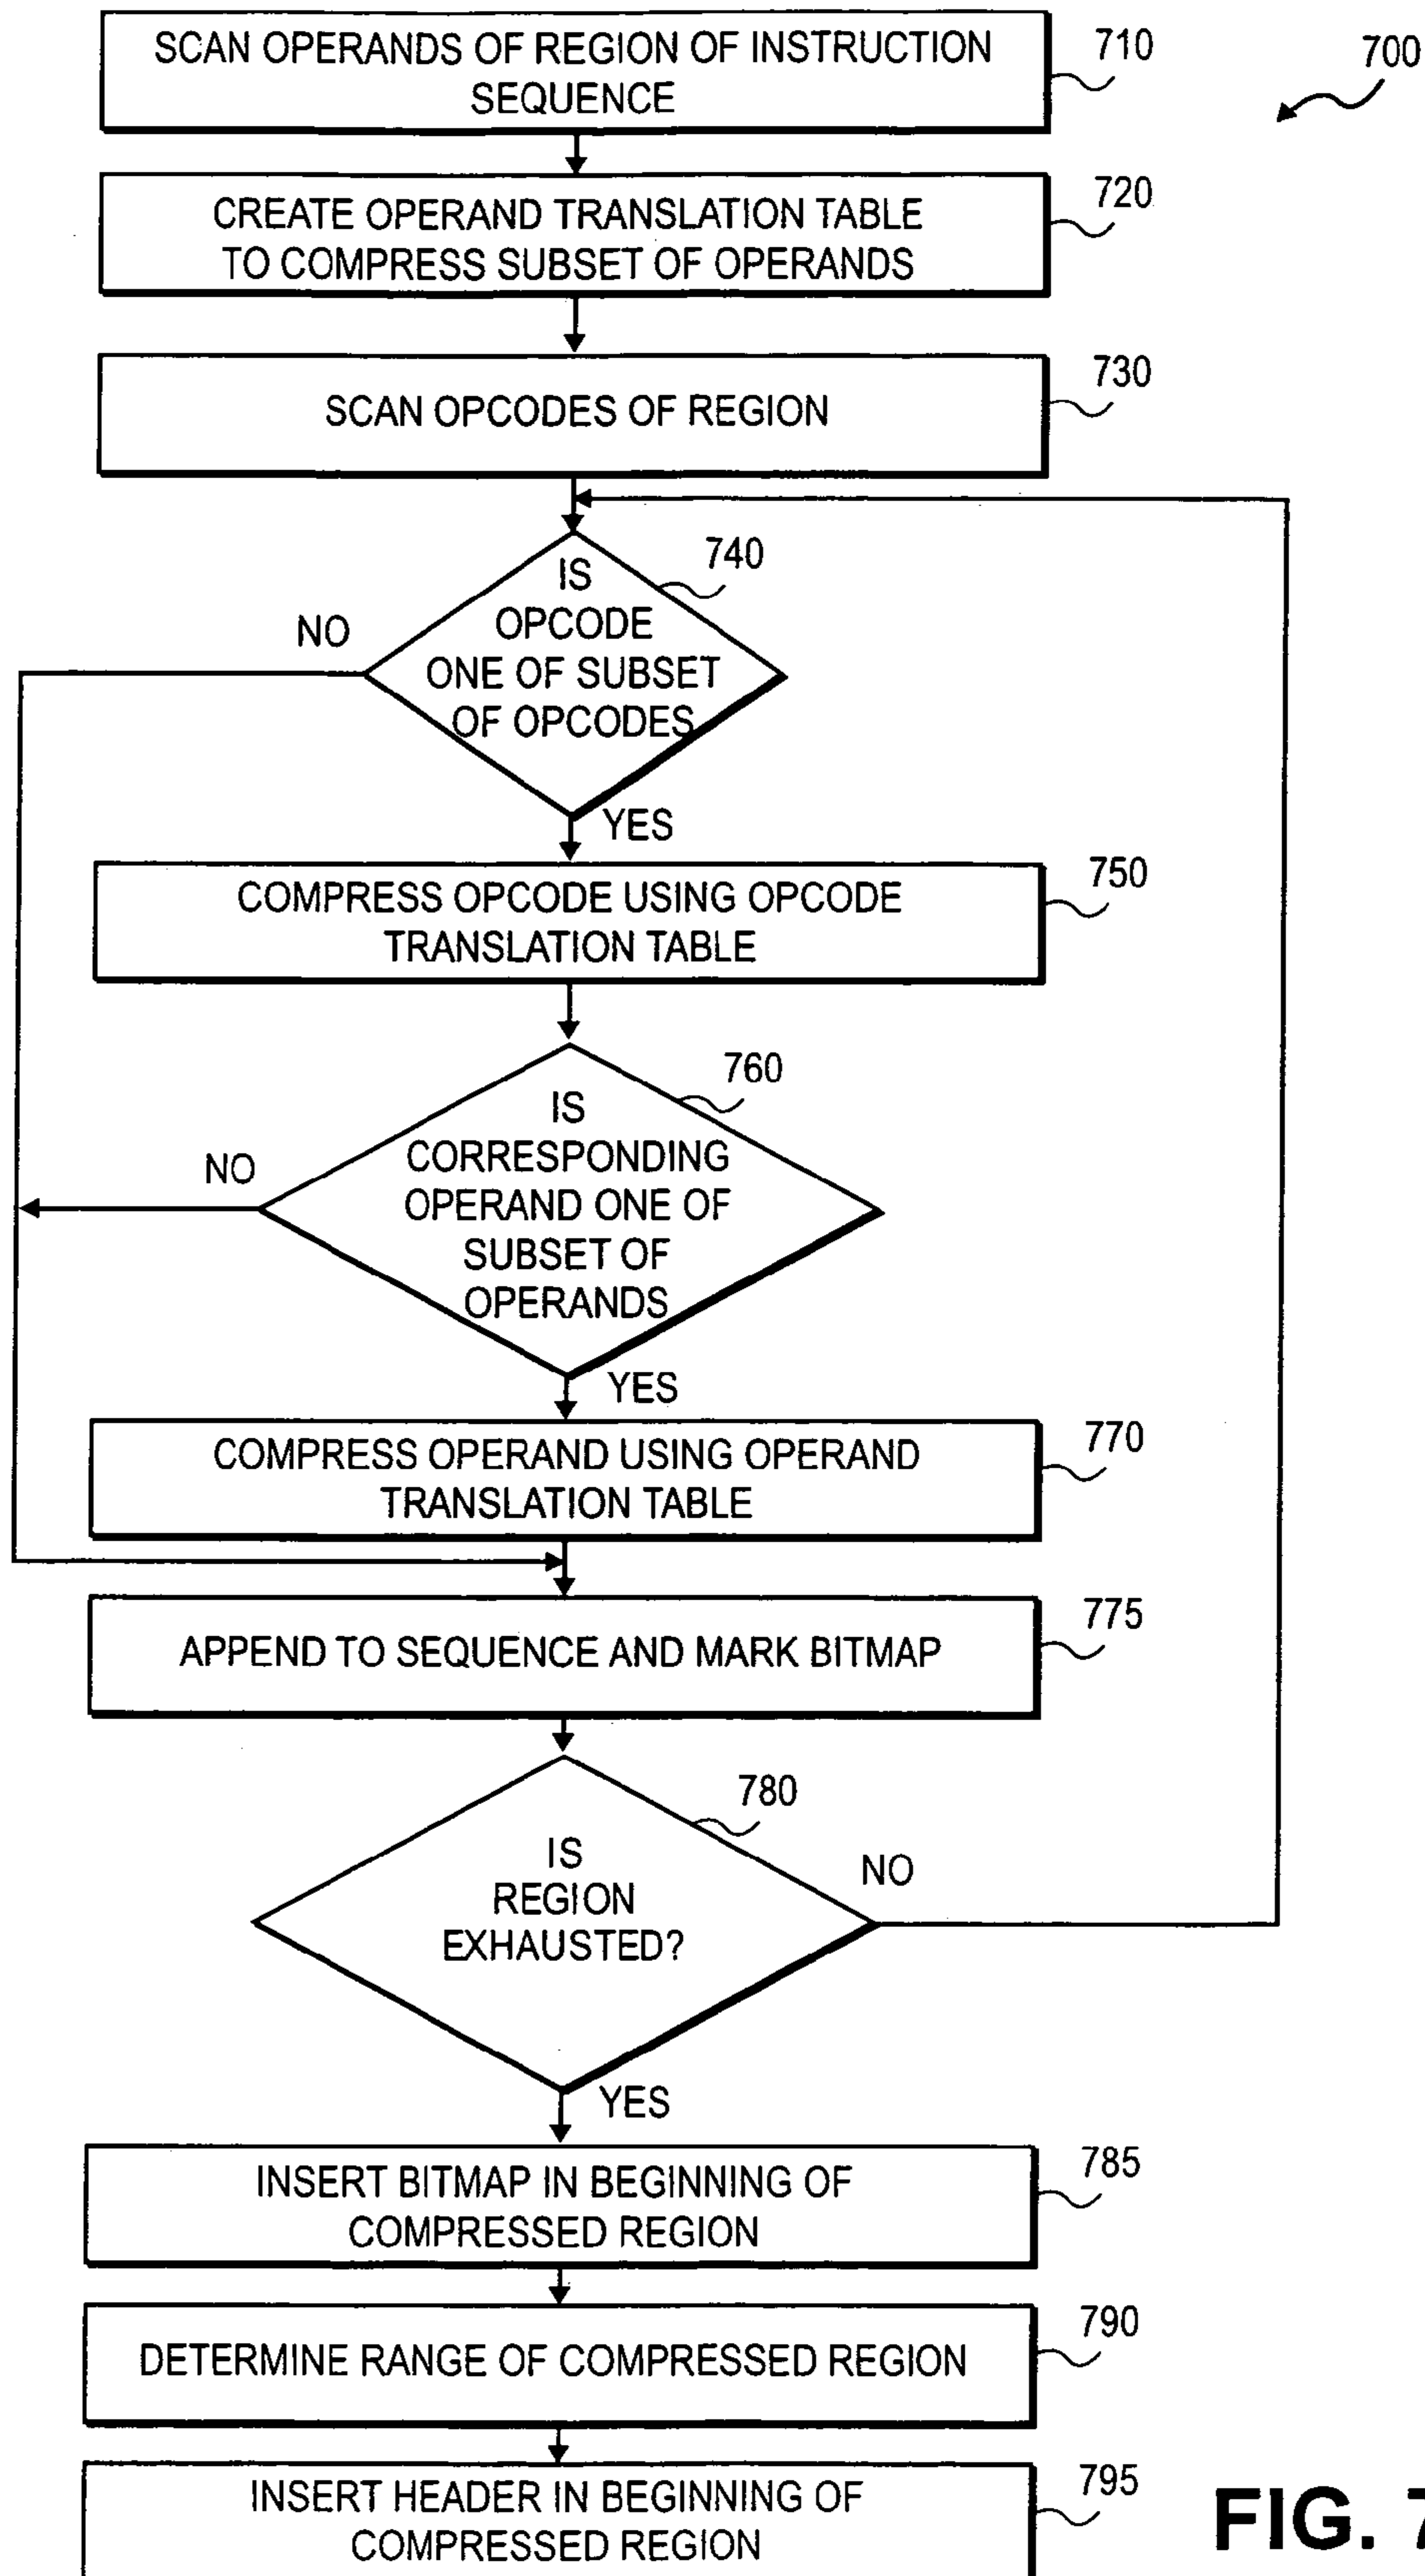 SCAN OPERANDS OF REGION OF INSTRUCTION
SEQUENCE
710
700
CREATE OPERAND TRANSLATION TABLE
TO COMPRESS SUBSET OF OPERANDS
720
SCAN OPCODES OF REGION
730
IS
OPCODE
ONE OF SUBSET
OF OPCODES
740
NO
YES
COMPRESS OPCODE USING OPCODE
TRANSLATION TABLE
750
IS
CORRESPONDING
OPERAND ONE OF
SUBSET OF
OPERANDS
760
NO
YES
COMPRESS OPERAND USING OPERAND
TRANSLATION TABLE
770
APPEND TO SEQUENCE AND MARK BITMAP
775
IS
REGION
EXHAUSTED?
780
NO
YES
INSERT BITMAP IN BEGINNING OF
COMPRESSED REGION
785
DETERMINE RANGE OF COMPRESSED REGION
790
INSERT HEADER IN BEGINNING OF
COMPRESSED REGION
795
FIG. 7